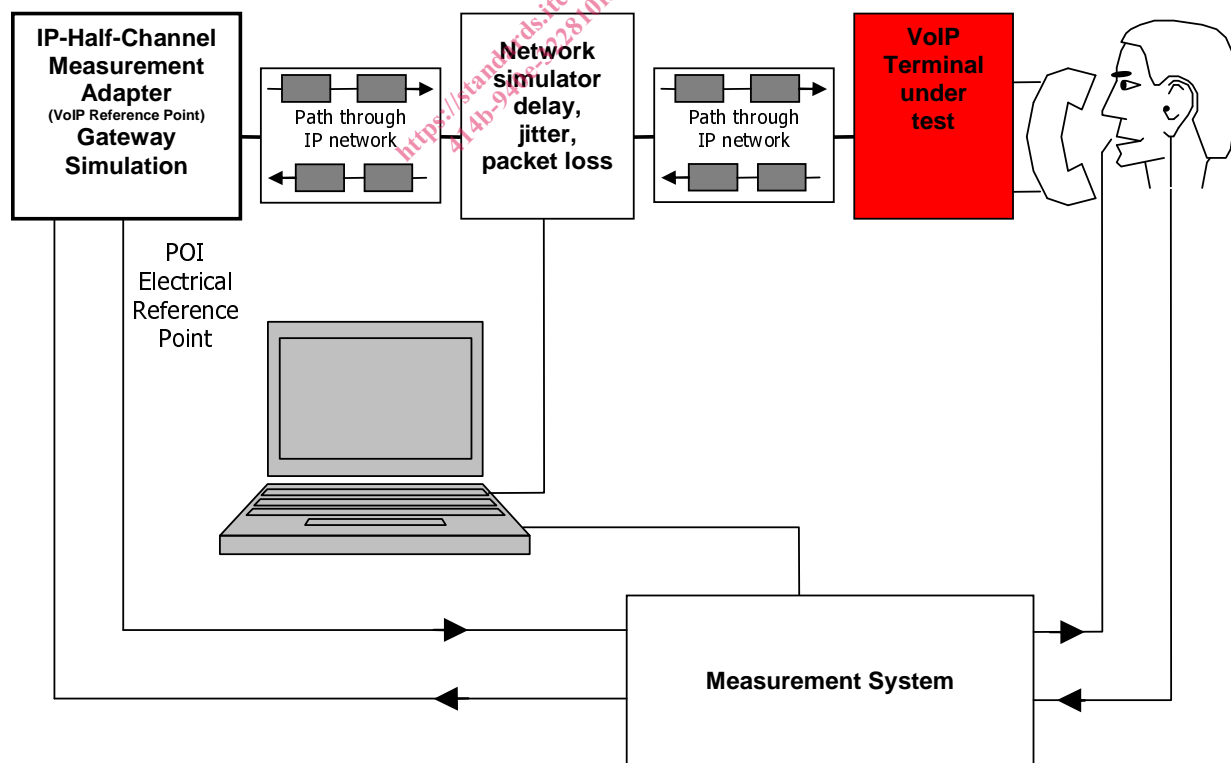 IP-Half-Channel
Measurement
Adapter
(VoIP Reference Point)
Gateway
Simulation
Path through
IP network
Network
simulator
delay,
jitter,
packet loss
Path through
IP network
VoIP
Terminal
under
test
POI
Electrical
Reference
Point
Measurement System